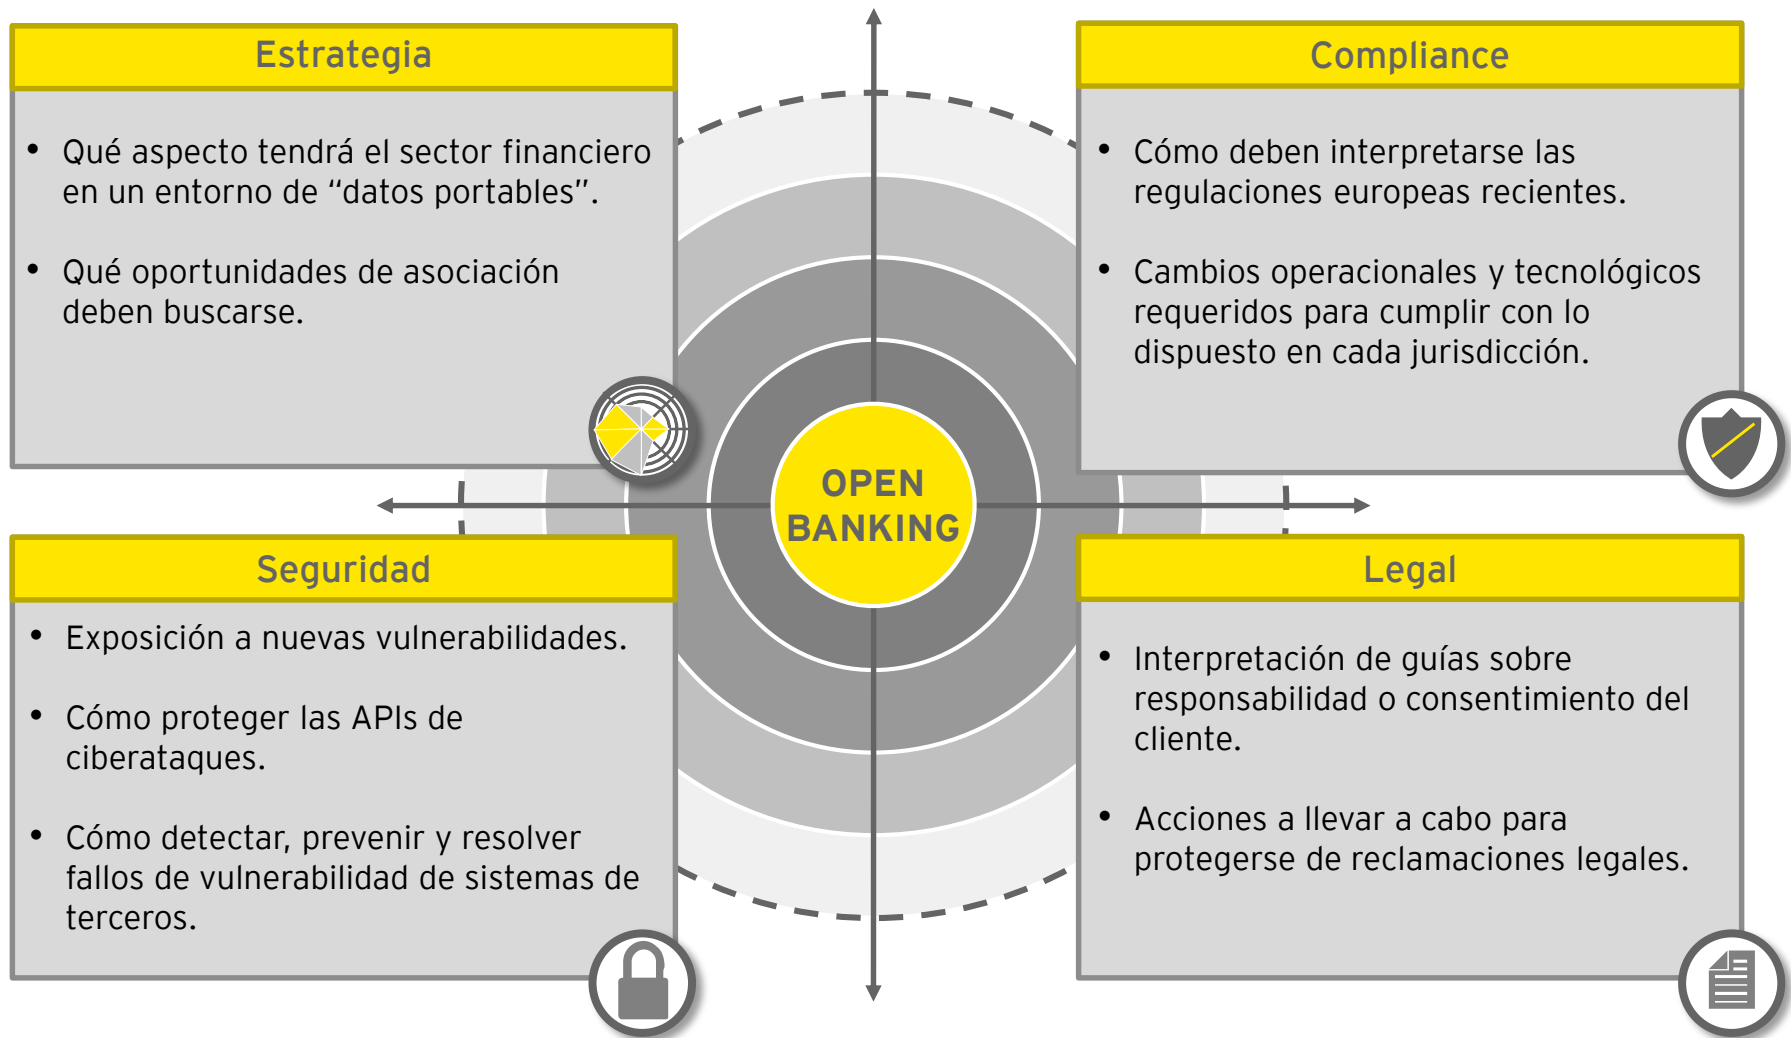 Estrategia
• Qué aspecto tendrá el sector financiero
en un entorno de “datos portables”.
• Qué oportunidades de asociación
deben buscarse.
Compliance
• Cómo deben interpretarse las
regulaciones europeas recientes.
• Cambios operacionales y tecnológicos
requeridos para cumplir con lo
dispuesto en cada jurisdicción.
OPEN
BANKING
Seguridad
• Exposición a nuevas vulnerabilidades.
• Cómo proteger las APIs de
ciberataques.
• Cómo detectar, prevenir y resolver
fallos de vulnerabilidad de sistemas de
terceros.
Legal
• Interpretación de guías sobre
responsabilidad o consentimiento del
cliente.
• Acciones a llevar a cabo para
protegerse de reclamaciones legales.